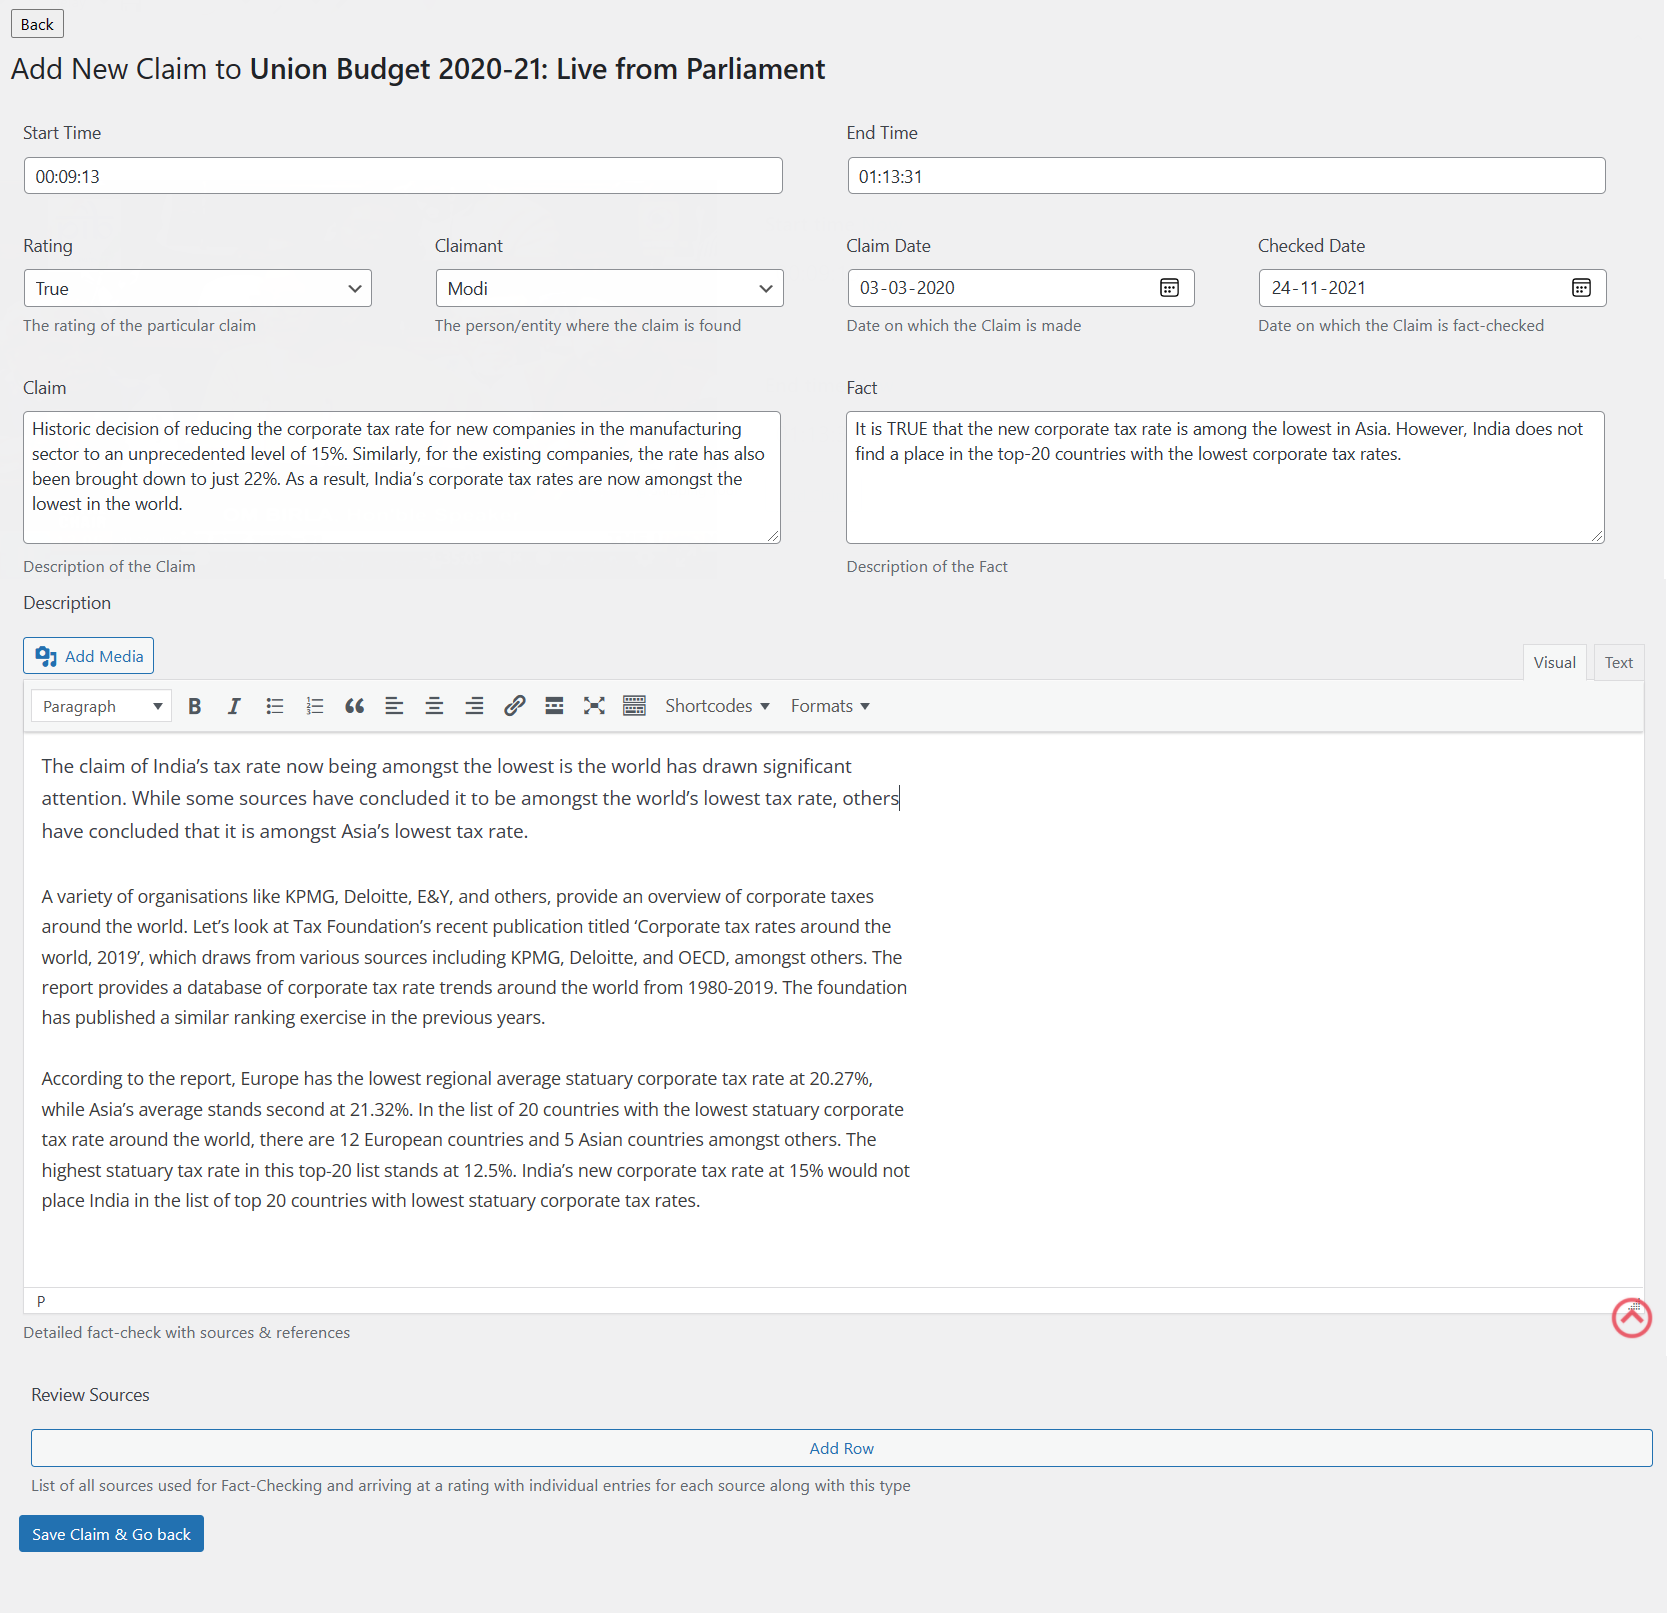 Back
Add New Claim to Union Budget 2020-21: Live from Parliament
Start Time
End Time
00:09:13
01:13:31
Rating
Claimant
Claim Date
Checked Date
True
Modi
03-03-2020
24-11-2021
The rating of the particular claim
The person/entity where the claim is found
Date on which the Claim is made
Date on which the Claim is fact-checked
Claim
Historic decision of reducing the corporate tax rate for new companies in the manufacturing
sector to an unprecedented level of 15%. Similarly, for the existing companies, the rate has also
been brought down to just 22%. As a result, India’s corporate tax rates are now amongst the
lowest in the world.
Description of the Claim
Fact
It is TRUE that the new corporate tax rate is among the lowest in Asia. However, India does not
find a place in the top-20 countries with the lowest corporate tax rates.
Description of the Fact
Description
Add Media
Visual
Text
Paragraph
Shortcodes
Formats
The claim of India’s tax rate now being amongst the lowest is the world has drawn significant
attention. While some sources have concluded it to be amongst the world’s lowest tax rate, others
have concluded that it is amongst Asia’s lowest tax rate.
A variety of organisations like KPMG, Deloitte, E&Y, and others, provide an overview of corporate taxes
around the world. Let’s look at Tax Foundation’s recent publication titled ‘Corporate tax rates around the
world, 2019’, which draws from various sources including KPMG, Deloitte, and OECD, amongst others. The
report provides a database of corporate tax rate trends around the world from 1980-2019. The foundation
has published a similar ranking exercise in the previous years.
According to the report, Europe has the lowest regional average statuary corporate tax rate at 20.27%,
while Asia’s average stands second at 21.32%. In the list of 20 countries with the lowest statuary corporate
tax rate around the world, there are 12 European countries and 5 Asian countries amongst others. The
highest statuary tax rate in this top-20 list stands at 12.5%. India’s new corporate tax rate at 15% would not
place India in the list of top 20 countries with lowest statuary corporate tax rates.
P
Detailed fact-check with sources & references
Review Sources
Add Row
List of all sources used for Fact-Checking and arriving at a rating with individual entries for each source along with this type
Save Claim & Go back